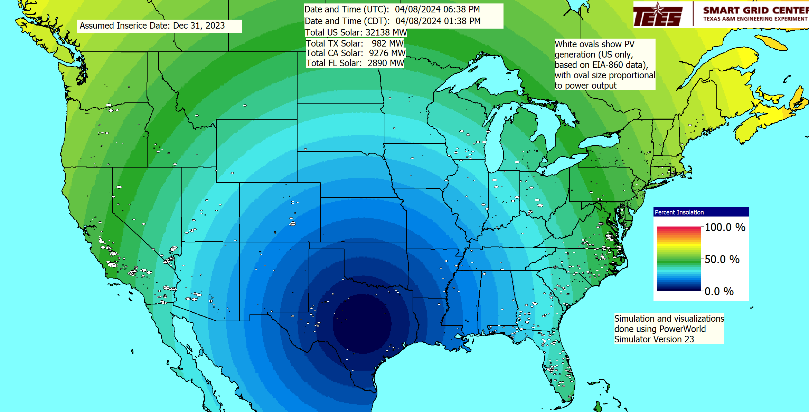 Assumed Inserice Date: Dec 31, 2023
Date and Time (UTC): 04/08/2024 06:38 PM
Date and Time (CDT): 04/08/2024 01:38 PM
Total US Solar: 32138 MW
Total TX Solar: 982 MW
Total CA Solar: 9276 MW
Total FL Solar: 2890 MW
TEES
SMART GRID CENTER
TEXAS A&M ENGINEERING EXPERIMENT
White ovals show PV
generation (US only,
based on EIA-860 data),
with oval size proportional
to power output
Percent Insolation
100.0 %
50.0 %
0.0 %
Simulation and visualizations
done using PowerWorld
Simulator Version 23